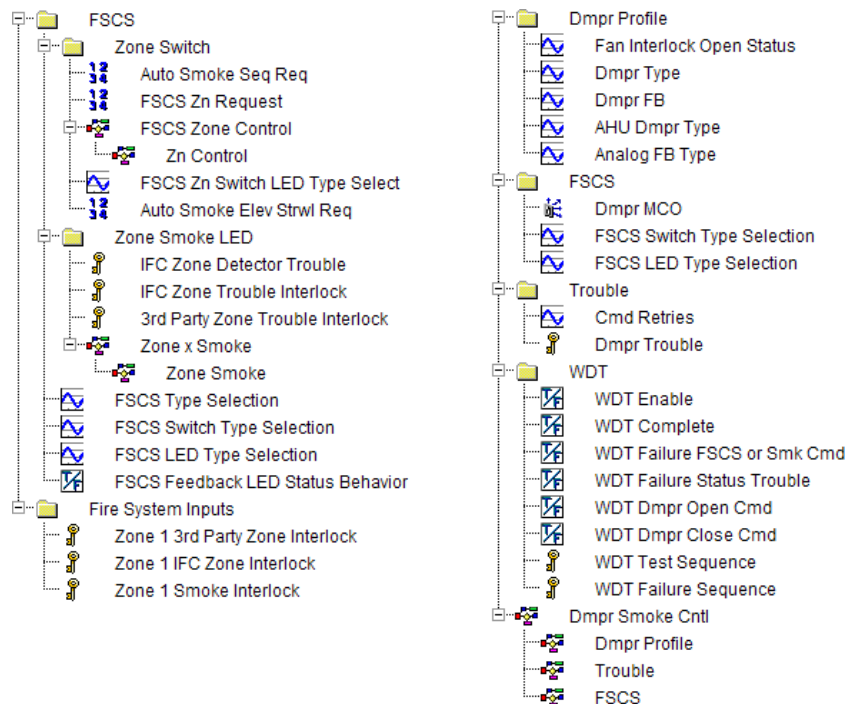 FSCS
Zone Switch
Auto Smoke Seq Req
FSCS Zn Request
FSCS Zone Control
Zn Control
FSCS Zn Switch LED Type Select
Auto Smoke Elev Strwl Req
Zone Smoke LED
IFC Zone Detector Trouble
IFC Zone Trouble Interlock
3rd Party Zone Trouble Interlock
Zone x Smoke
Zone Smoke
FSCS Type Selection
FSCS Switch Type Selection
FSCS LED Type Selection
FSCS Feedback LED Status Behavior
Fire System Inputs
Zone 1 3rd Party Zone Interlock
Zone 1 IFC Zone Interlock
Zone 1 Smoke Interlock
Dmpr Profile
Fan Interlock Open Status
Dmpr Type
Dmpr FB
AHU Dmpr Type
Analog FB Type
FSCS
Dmpr MCO
FSCS Switch Type Selection
FSCS LED Type Selection
Trouble
Cmd Retries
Dmpr Trouble
WDT
WDT Enable
WDT Complete
WDT Failure FSCS or Smk Cmd
WDT Failure Status Trouble
WDT Dmpr Open Cmd
WDT Dmpr Close Cmd
WDT Test Sequence
WDT Failure Sequence
Dmpr Smoke Cntl
Dmpr Profile
Trouble
FSCS